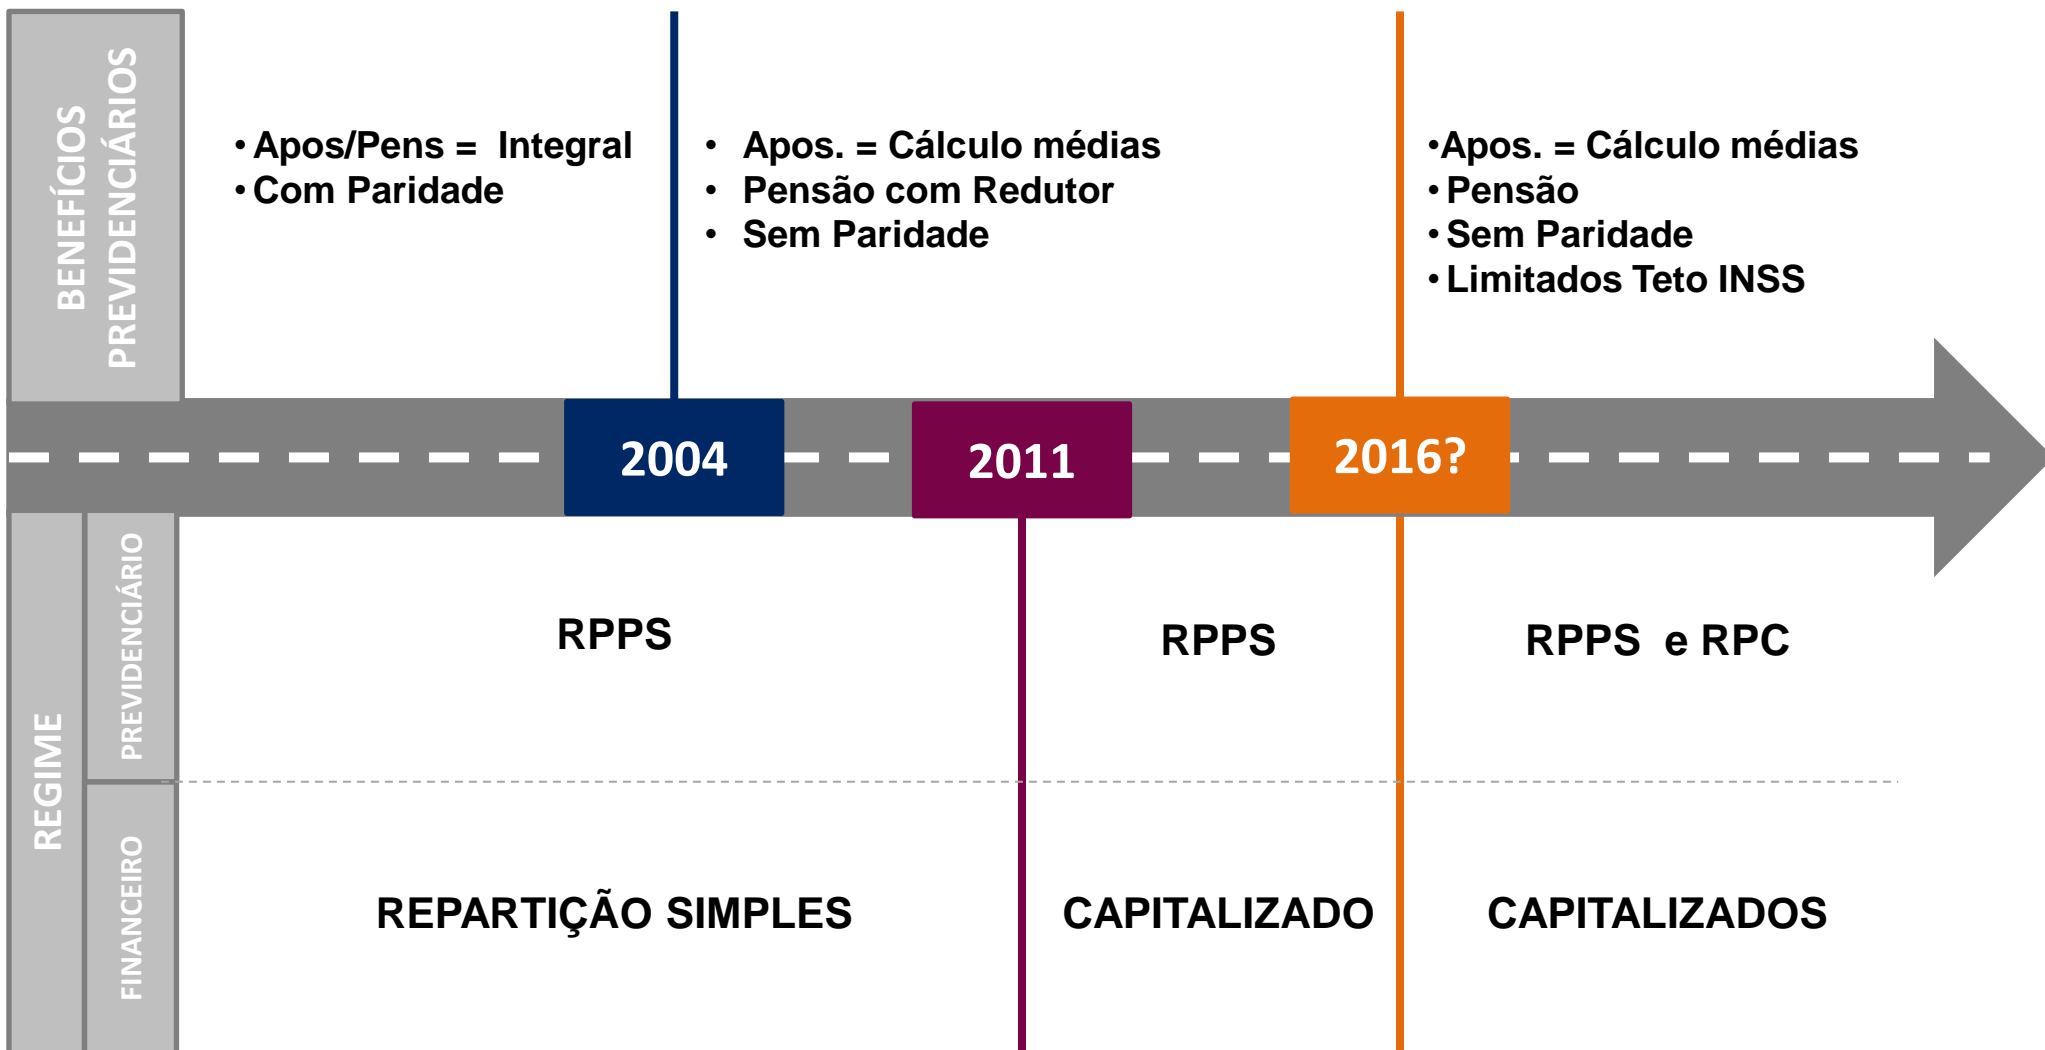 BENEFÍCIOS
PREVIDENCIÁRIOS
• Apos/Pens = Integral
• Com Paridade
• Apos. = Cálculo médias
• Pensão com Redutor
• Sem Paridade
•Apos. = Cálculo médias
• Pensão
• Sem Paridade
• Limitados Teto INSS
2004
2011
2016?
REGIME
PREVIDENCIÁRIO
RPPS
RPPS
RPPS e RPC
FINANCEIRO
REPARTIÇÃO SIMPLES
CAPITALIZADO
CAPITALIZADOS